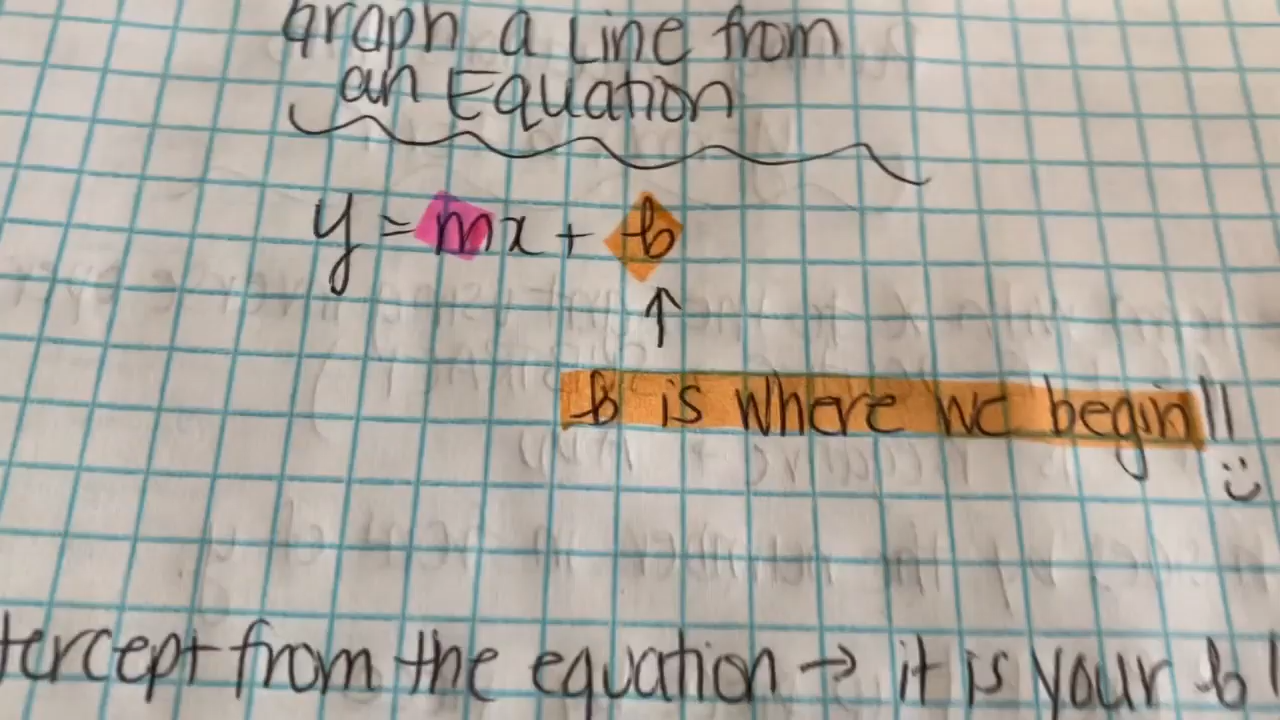 Graph a Line from
an Equation
y = mx + b
↑
b is where we begin!!
:)
tercept from the equation → it is your b!